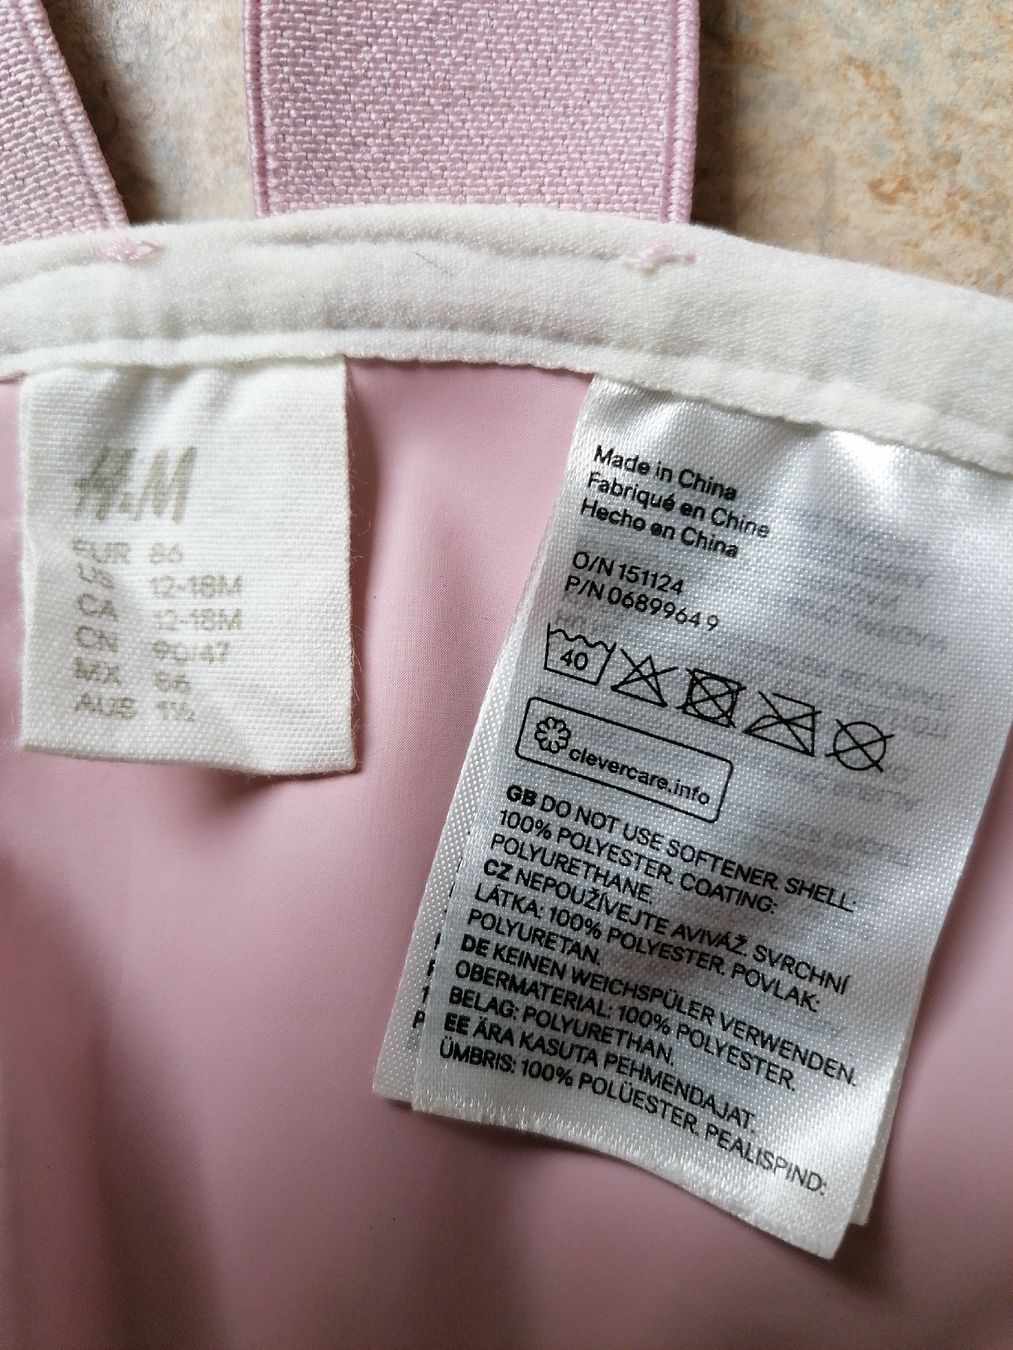 H&M
EUR 86
US 12-18M
12-18M
CN 90/47
MX 86
AUS 1½
Made in China
Fabriqué en Chine
Hecho en China
O/N 151124
P/N 0689964 9
40
clevercare.info
GB DO NOT USE SOFTENER. SHELL:
100% POLYESTER. COATING:
POLYURETHANE.
CZ NEPOUŽÍVEJTE AVIVÁŽ. SVRCHNÍ
LÁTKA: 100% POLYESTER. POVLAK:
POLYURETAN.
DE KEINEN WEICHSPÜLER VERWENDEN.
OBERMATERIAL: 100% POLYESTER.
BELAG: POLYURETHAN.
EE ÄRA KASUTA PEHMENDAJAT.
ÜMBRIS: 100% POLÜESTER. PEALISPIND: